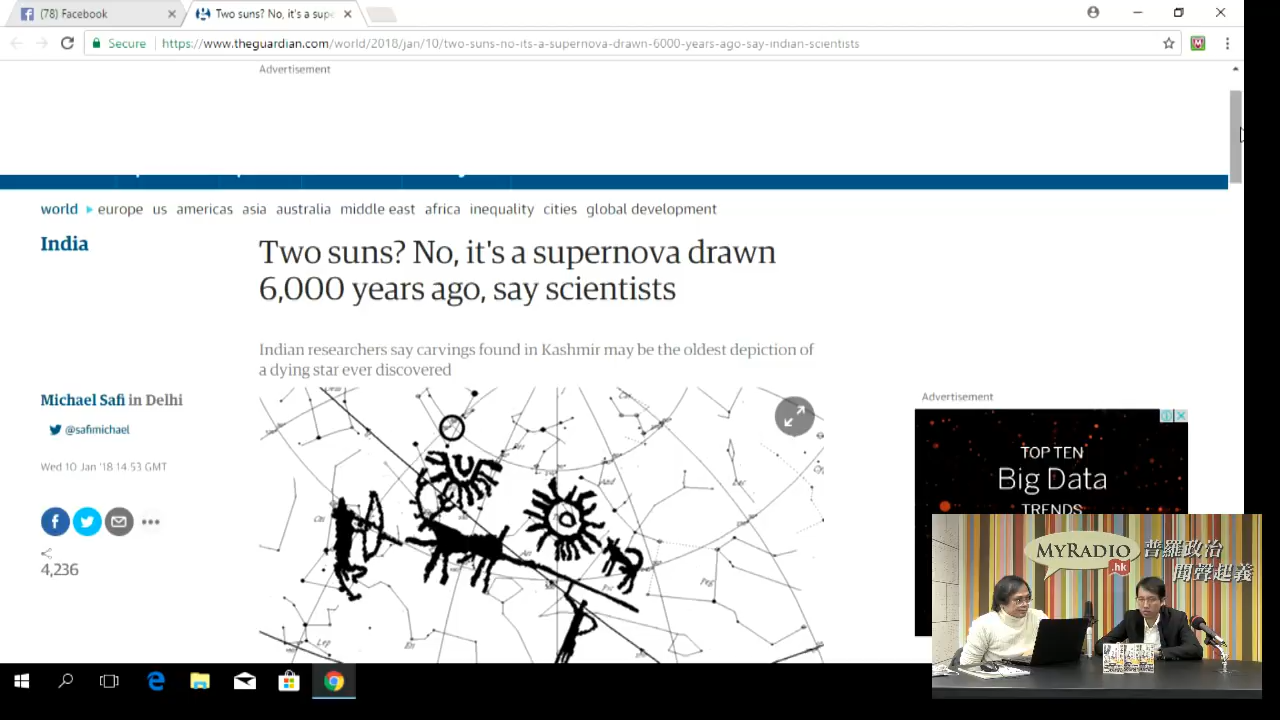 (78) Facebook
Two suns? No, it's a sup
Secure
https://www.theguardian.com/world/2018/jan/10/two-suns-no-its-a-supernova-drawn-6000-years-ago-say-indian-scientists
Advertisement
world
europe us americas asia australia middle east africa inequality cities global development
India
Two suns? No, it's a supernova drawn
6,000 years ago, say scientists
Indian researchers say carvings found in Kashmir may be the oldest depiction of
a dying star ever discovered
Michael Safi in Delhi
@safimichael
Wed 10 Jan '18 14.53 GMT
4,236
Advertisement
TOP TEN
Big Data
TRENDS
MYRADIO
.hk
普羅政治
聞聲起義